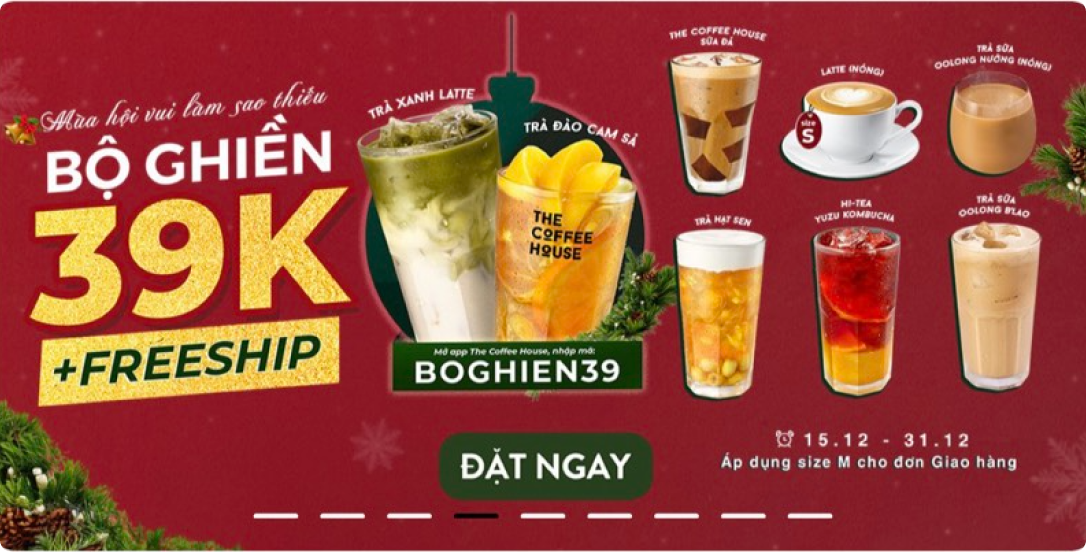 Mùa hội vui làm sao thiếu
BỘ GHIỀN
39K
+FREESHIP
TRÀ XANH LATTE
TRÀ ĐÀO CAM SẢ
THE
COFFEE
HOUSE
Mở app The Coffee House, nhập mã:
BOGHIEN39
THE COFFEE HOUSE
SỮA ĐÁ
LATTE (NÓNG)
size
S
TRÀ SỮA
OOLONG NƯỚNG (NÓNG)
TRÀ HẠT SEN
HI-TEA
YUZU KOMBUCHA
TRÀ SỮA
OOLONG B'LAO
15.12 - 31.12
Áp dụng size M cho đơn Giao hàng
ĐẶT NGAY